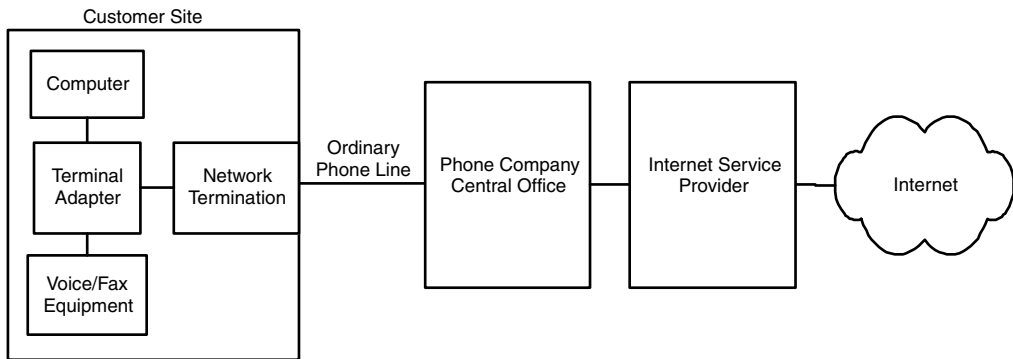 Customer Site
Computer
Terminal
Adapter
Network
Termination
Voice/Fax
Equipment
Ordinary
Phone Line
Phone Company
Central Office
Internet Service
Provider
Internet